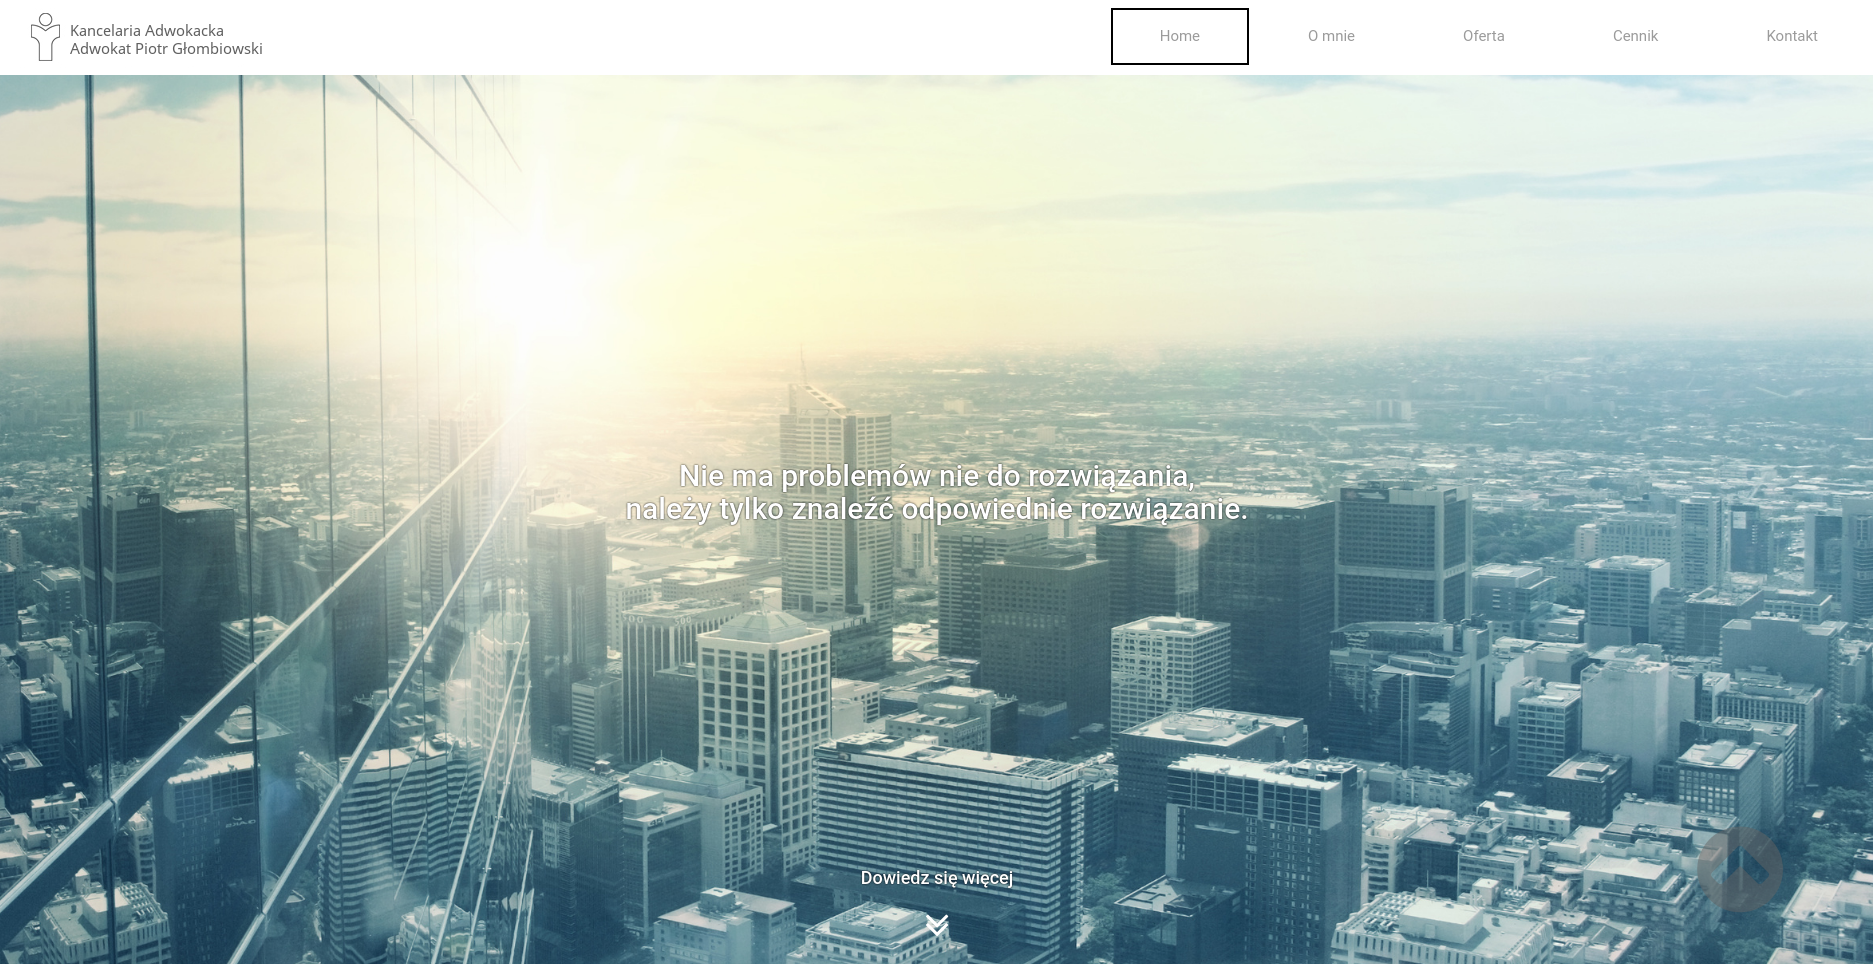 Kancelaria Adwokacka
Adwokat Piotr Głombiowski
Home
O mnie
Oferta
Cennik
Kontakt
Nie ma problemów nie do rozwiązania,
należy tylko znaleźć odpowiednie rozwiązanie.
Dowiedz się więcej